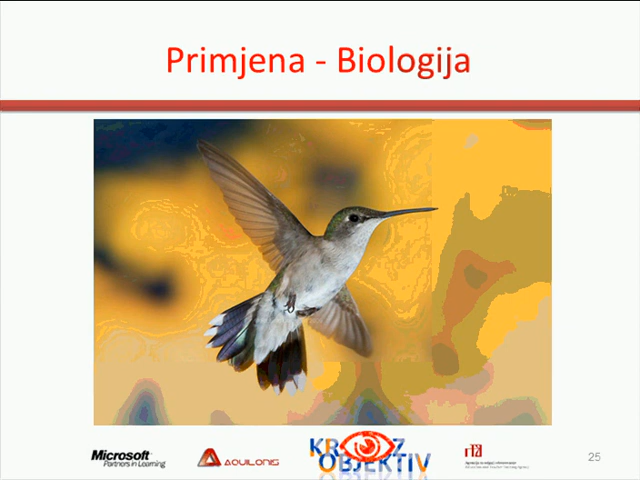 Primjena - Biologija
Microsoft
Partners in Learning
AQUILONIS
KROZ
OBJEKTIV
25